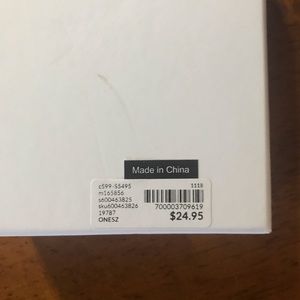 Made in China
c599-S5495 1118
m165856
s600463825
sku600463826 700003709619
19787 $24.95
ONESZ